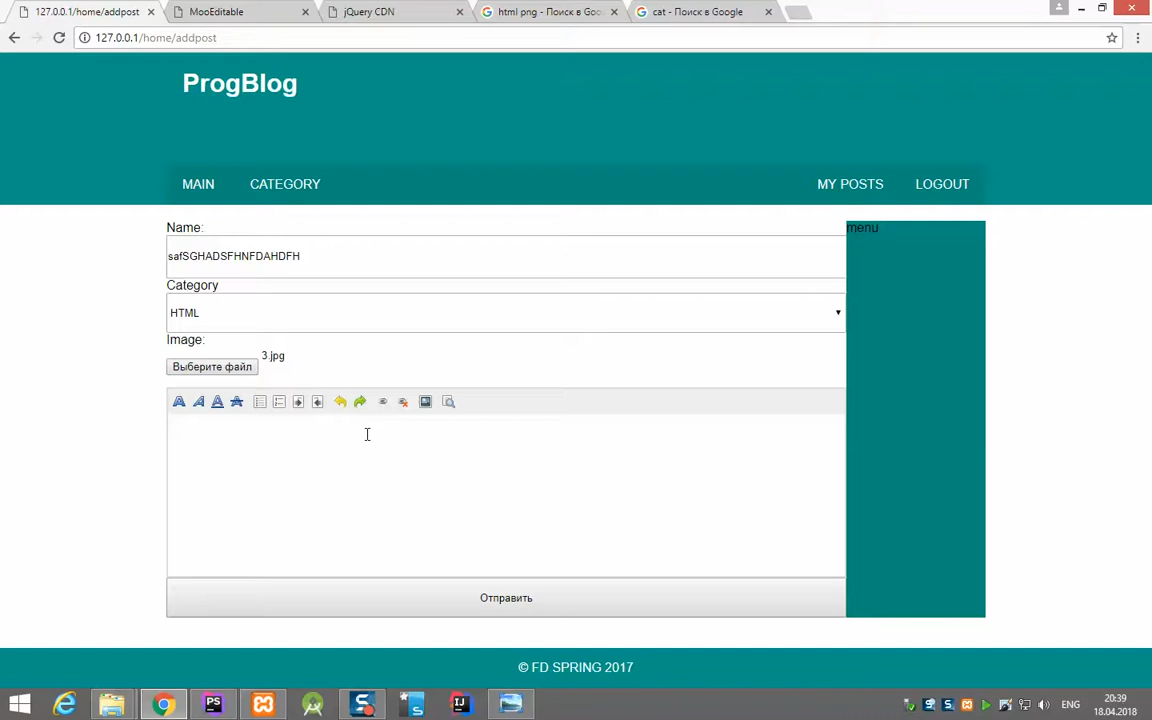 127.0.0.1/home/addpost
MooEditable
jQuery CDN
html png - Поиск в Goo
cat - Поиск в Google
127.0.0.1/home/addpost
ProgBlog
MAIN CATEGORY MY POSTS LOGOUT
Name:
menu
safSGHADSFHNFDAHDFH
Category
HTML
Image:
Выберите файл 3.jpg
Отправить
© FD SPRING 2017
ENG
20:39
18.04.2018